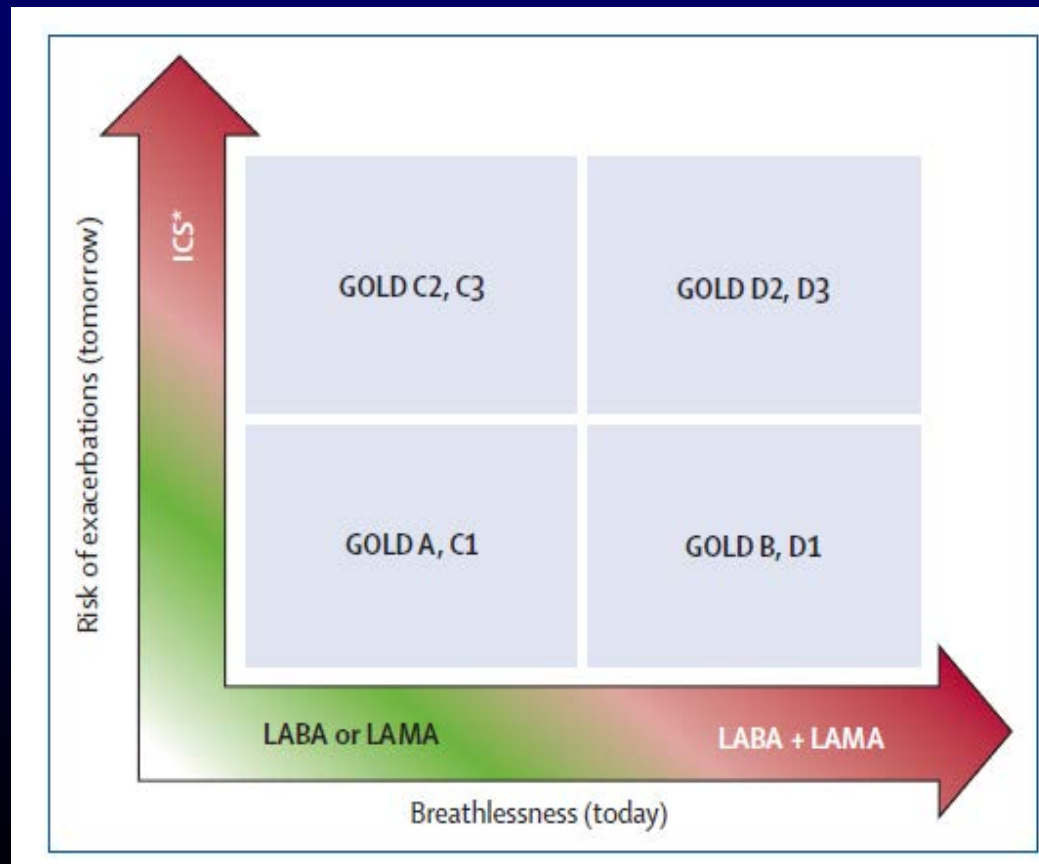 Risk of exacerbations (tomorrow)
ICS*
GOLD C2, C3
GOLD D2, D3
GOLD A, C1
GOLD B, D1
LABA or LAMA
LABA + LAMA
Breathlessness (today)